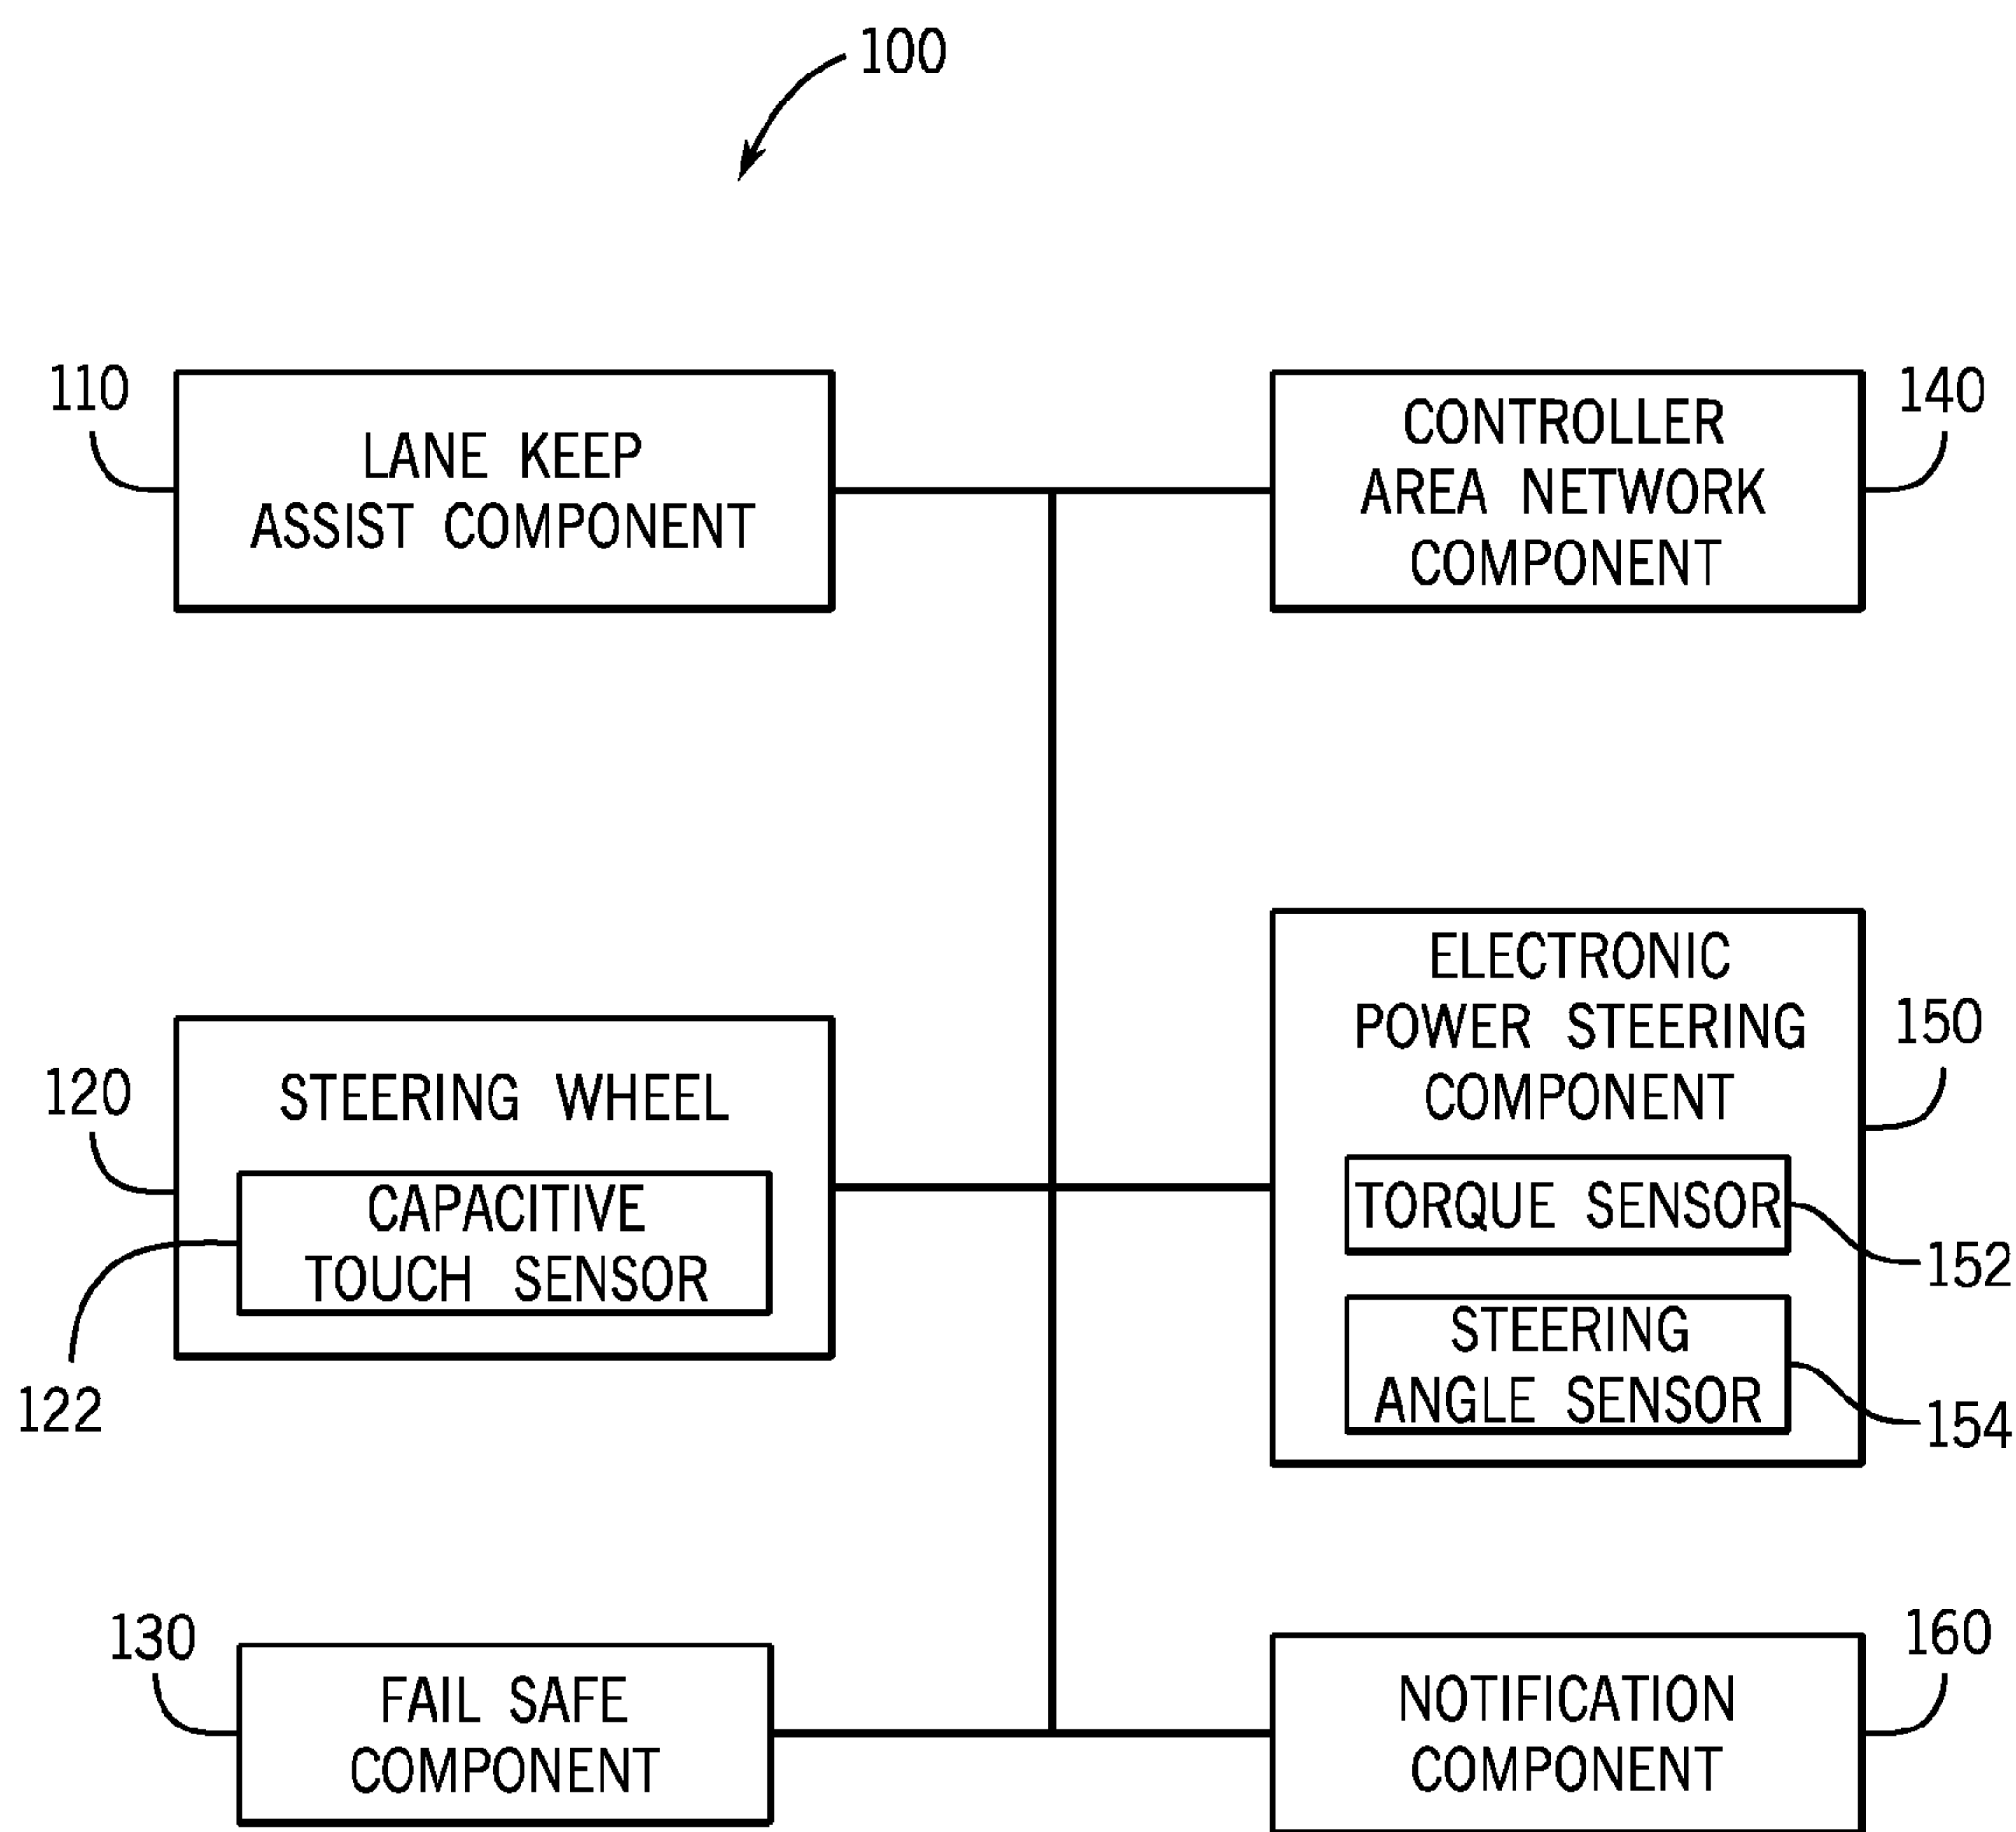 100
110
LANE KEEP
ASSIST COMPONENT
140
CONTROLLER
AREA NETWORK
COMPONENT
120
STEERING WHEEL
CAPACITIVE
TOUCH SENSOR
122
150
ELECTRONIC
POWER STEERING
COMPONENT
TORQUE SENSOR
152
STEERING
ANGLE SENSOR
154
130
FAIL SAFE
COMPONENT
160
NOTIFICATION
COMPONENT